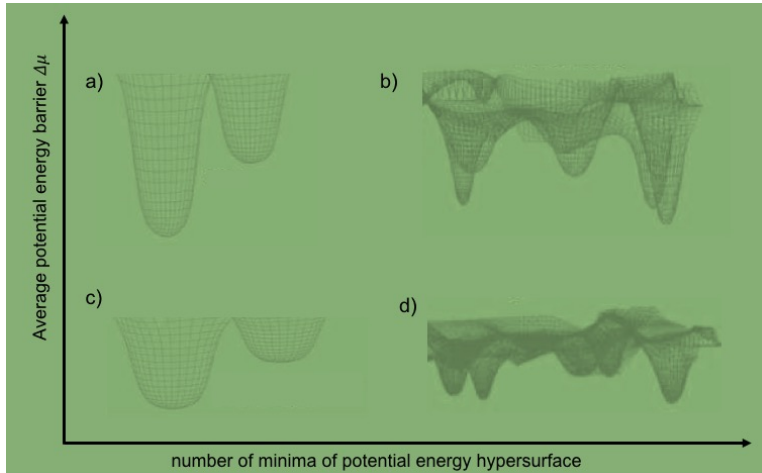 Average potential energy barrier Δμ
a)
b)
c)
d)
number of minima of potential energy hypersurface